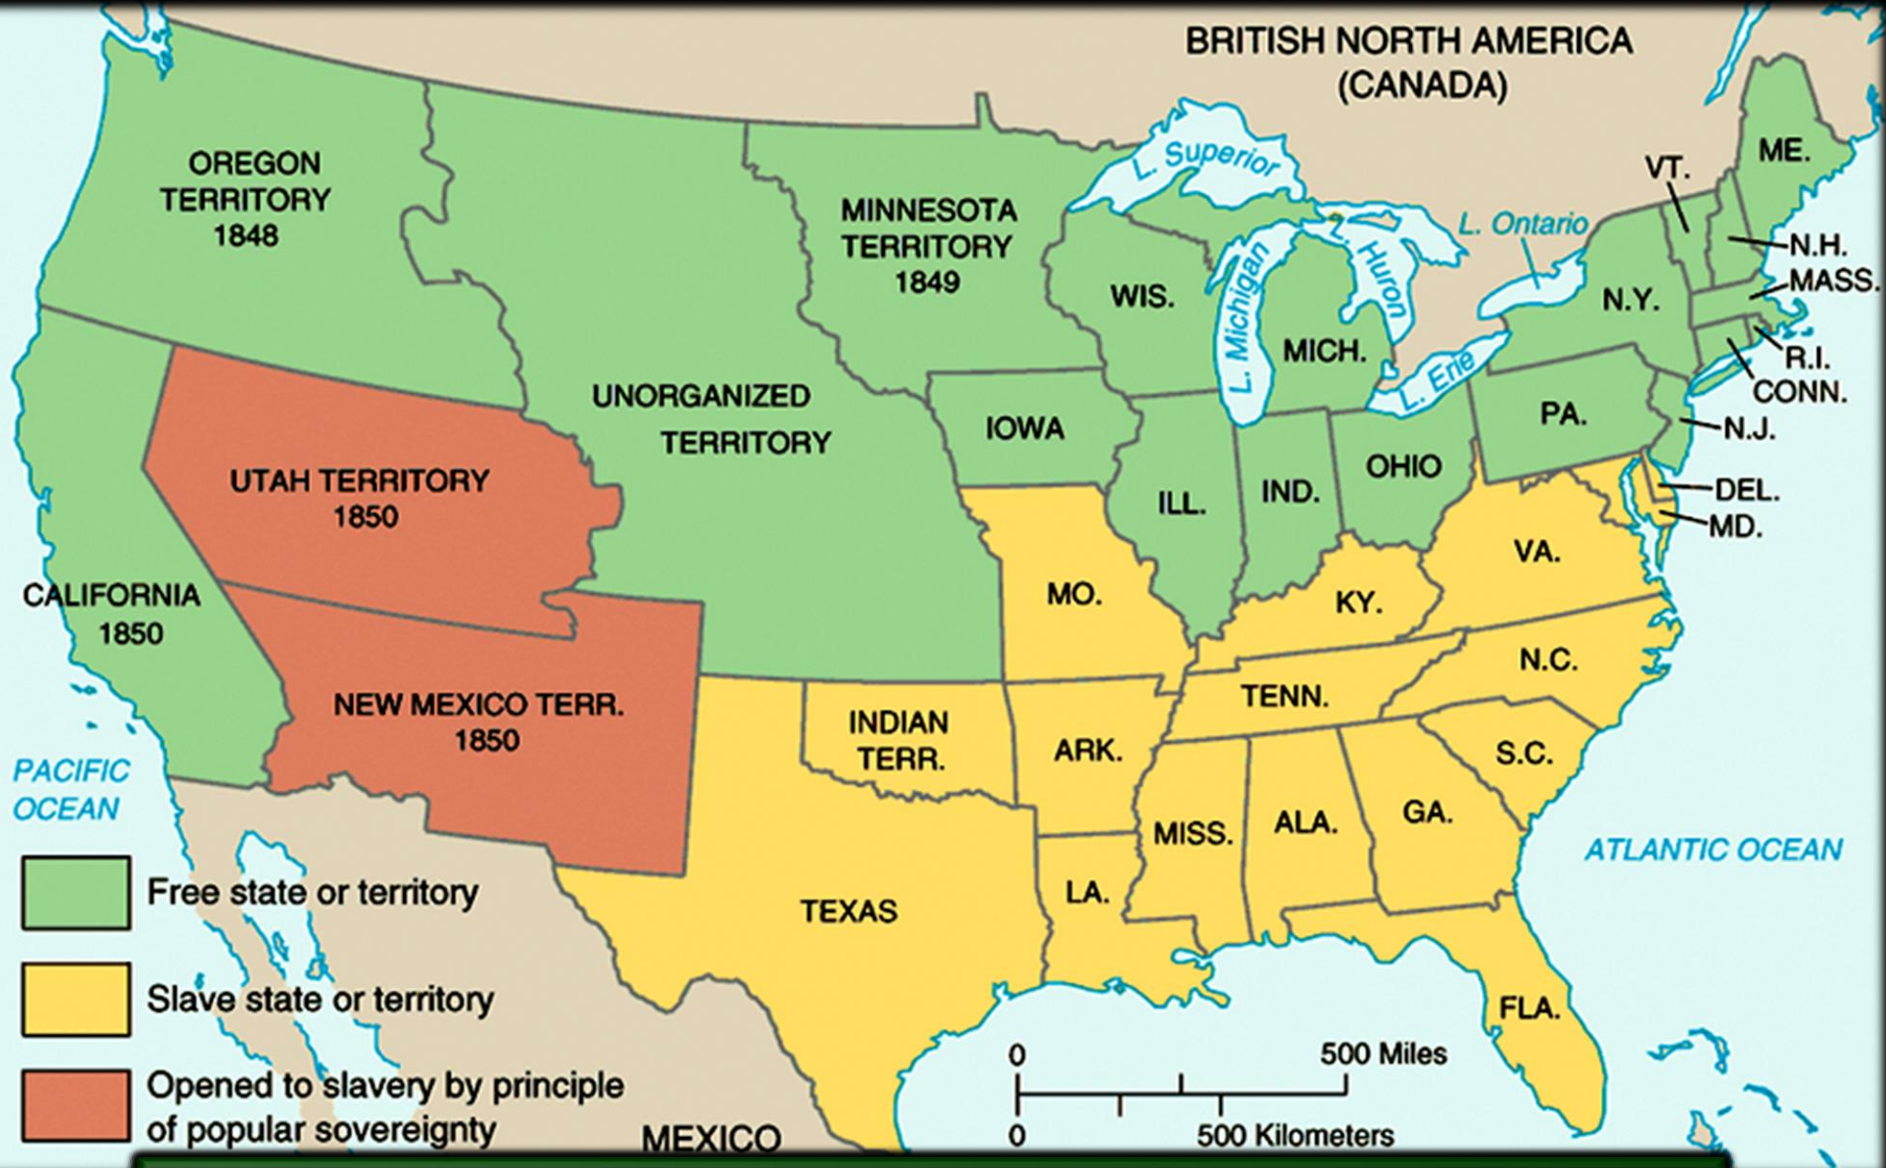 BRITISH NORTH AMERICA
(CANADA)
OREGON
TERRITORY
1848
MINNESOTA
TERRITORY
1849
L. Superior
VT.
ME.
L. Ontario
N.H.
MASS.
WIS.
L. Michigan
L. Huron
N.Y.
MICH.
L. Erie
R.I.
CONN.
UNORGANIZED
TERRITORY
IOWA
PA.
N.J.
UTAH TERRITORY
1850
ILL.
IND.
OHIO
DEL.
MD.
CALIFORNIA
1850
MO.
KY.
VA.
NEW MEXICO TERR.
1850
INDIAN
TERR.
ARK.
TENN.
N.C.
S.C.
PACIFIC
OCEAN
MISS.
ALA.
GA.
ATLANTIC OCEAN
Free state or territory
TEXAS
LA.
Slave state or territory
FLA.
Opened to slavery by principle
of popular sovereignty
MEXICO
0 500 Miles
0 500 Kilometers